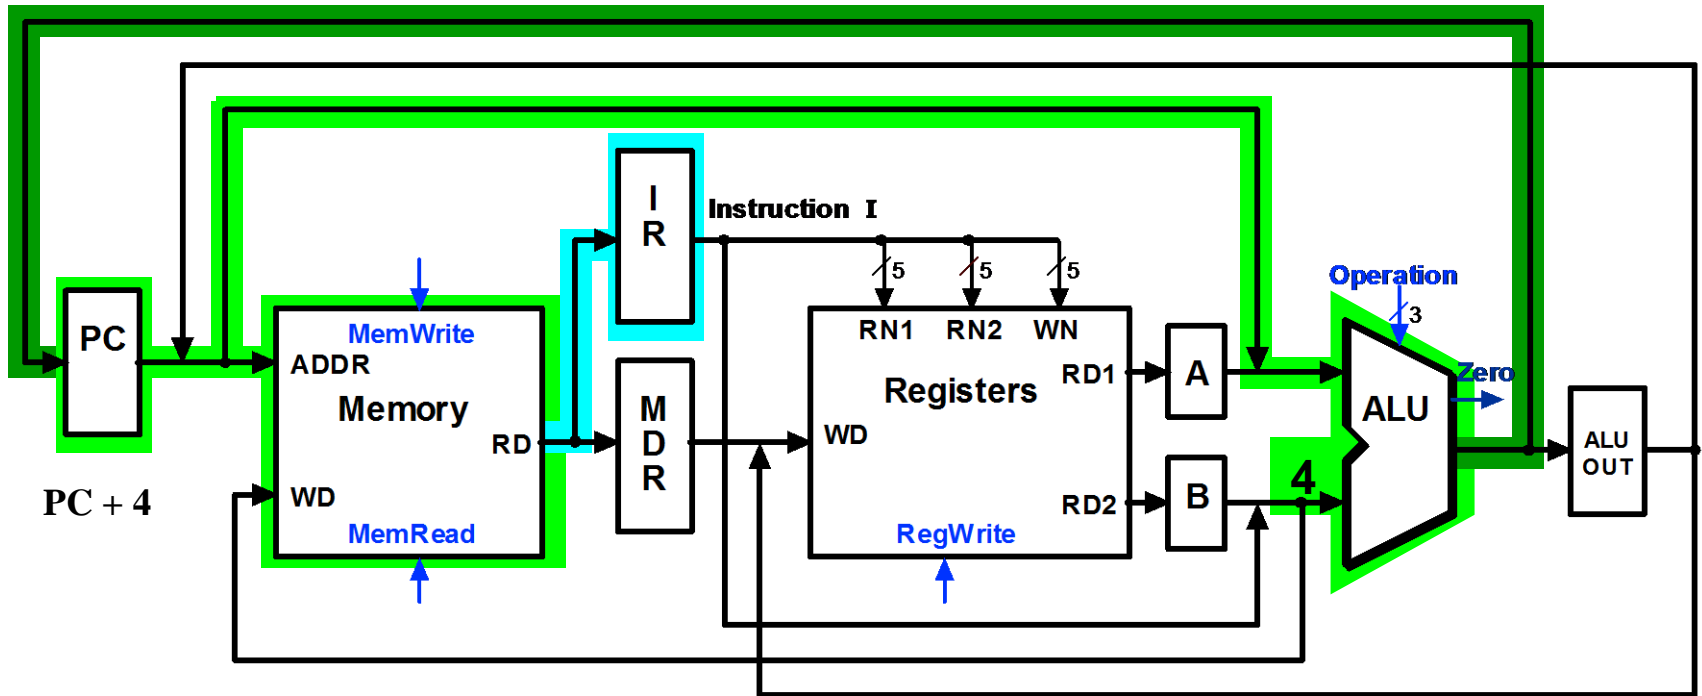 I
R
Instruction I
5
5
5
Operation
3
PC
MemWrite
RN1 RN2 WN
ADDR
RD1
A
Zero
Memory
Registers
ALU
M
D
R
RD
WD
ALU
OUT
4
PC + 4
WD
RD2
B
MemRead
RegWrite